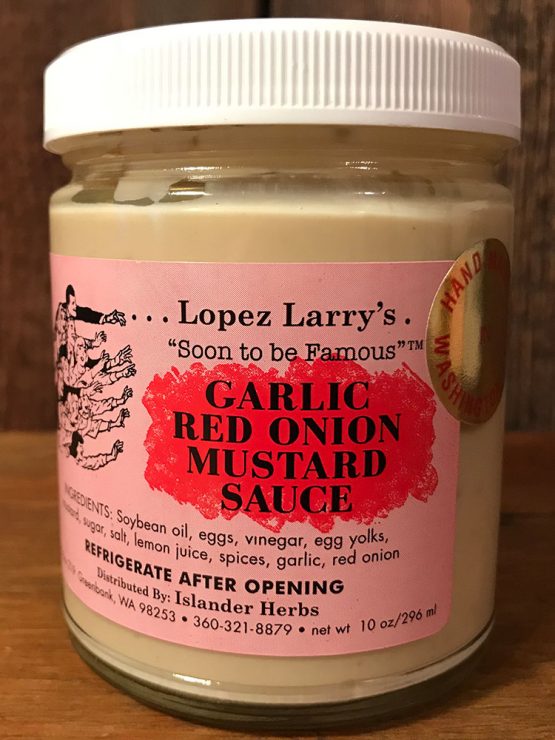 ... Lopez Larry's .
"Soon to be Famous"™
GARLIC
RED ONION
MUSTARD
SAUCE
INGREDIENTS: Soybean oil, eggs, vinegar, egg yolks,
sugar, salt, lemon juice, spices, garlic, red onion
REFRIGERATE AFTER OPENING
Distributed By: Islander Herbs
Greenbank, WA 98253 • 360-321-8879 • net wt 10 oz/296 ml
HAND
WASHINGTON